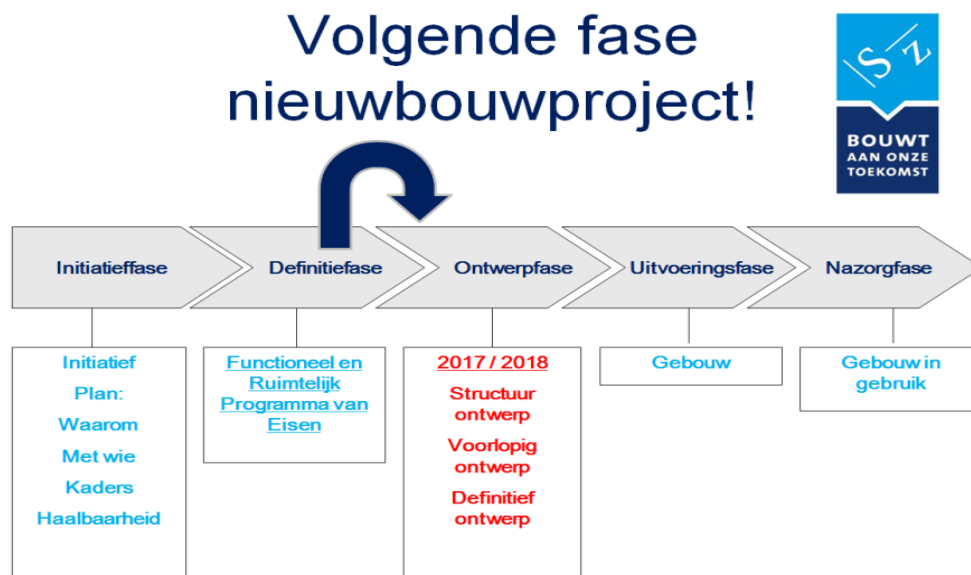 Volgende fase
nieuwbouwproject!
S
z
BOUWT
AAN ONZE
TOEKOMST
Initiatieffase
Definitiefase
Ontwerpfase
Uitvoeringsfase
Nazorgfase
Initiatief
Plan:
Waarom
Met wie
Kaders
Haalbaarheid
Functioneel en
Ruimtelijk
Programma van
Eisen
2017 / 2018
Structuur
ontwerp
Voorlopig
ontwerp
Definitief
ontwerp
Gebouw
Gebouw in
gebruik